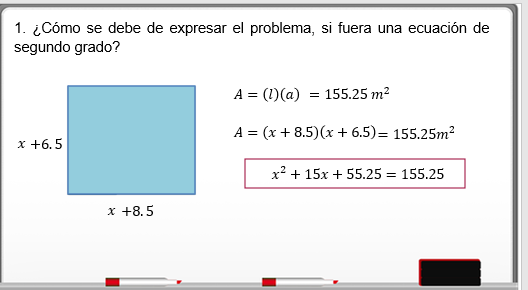 1. ¿Cómo se debe de expresar el problema, si fuera una ecuación de
segundo grado?
A = (l)(a) = 155.25 m²
A = (x + 8.5)(x + 6.5)= 155.25m²
x +6.5
x² + 15x + 55.25 = 155.25
x +8.5